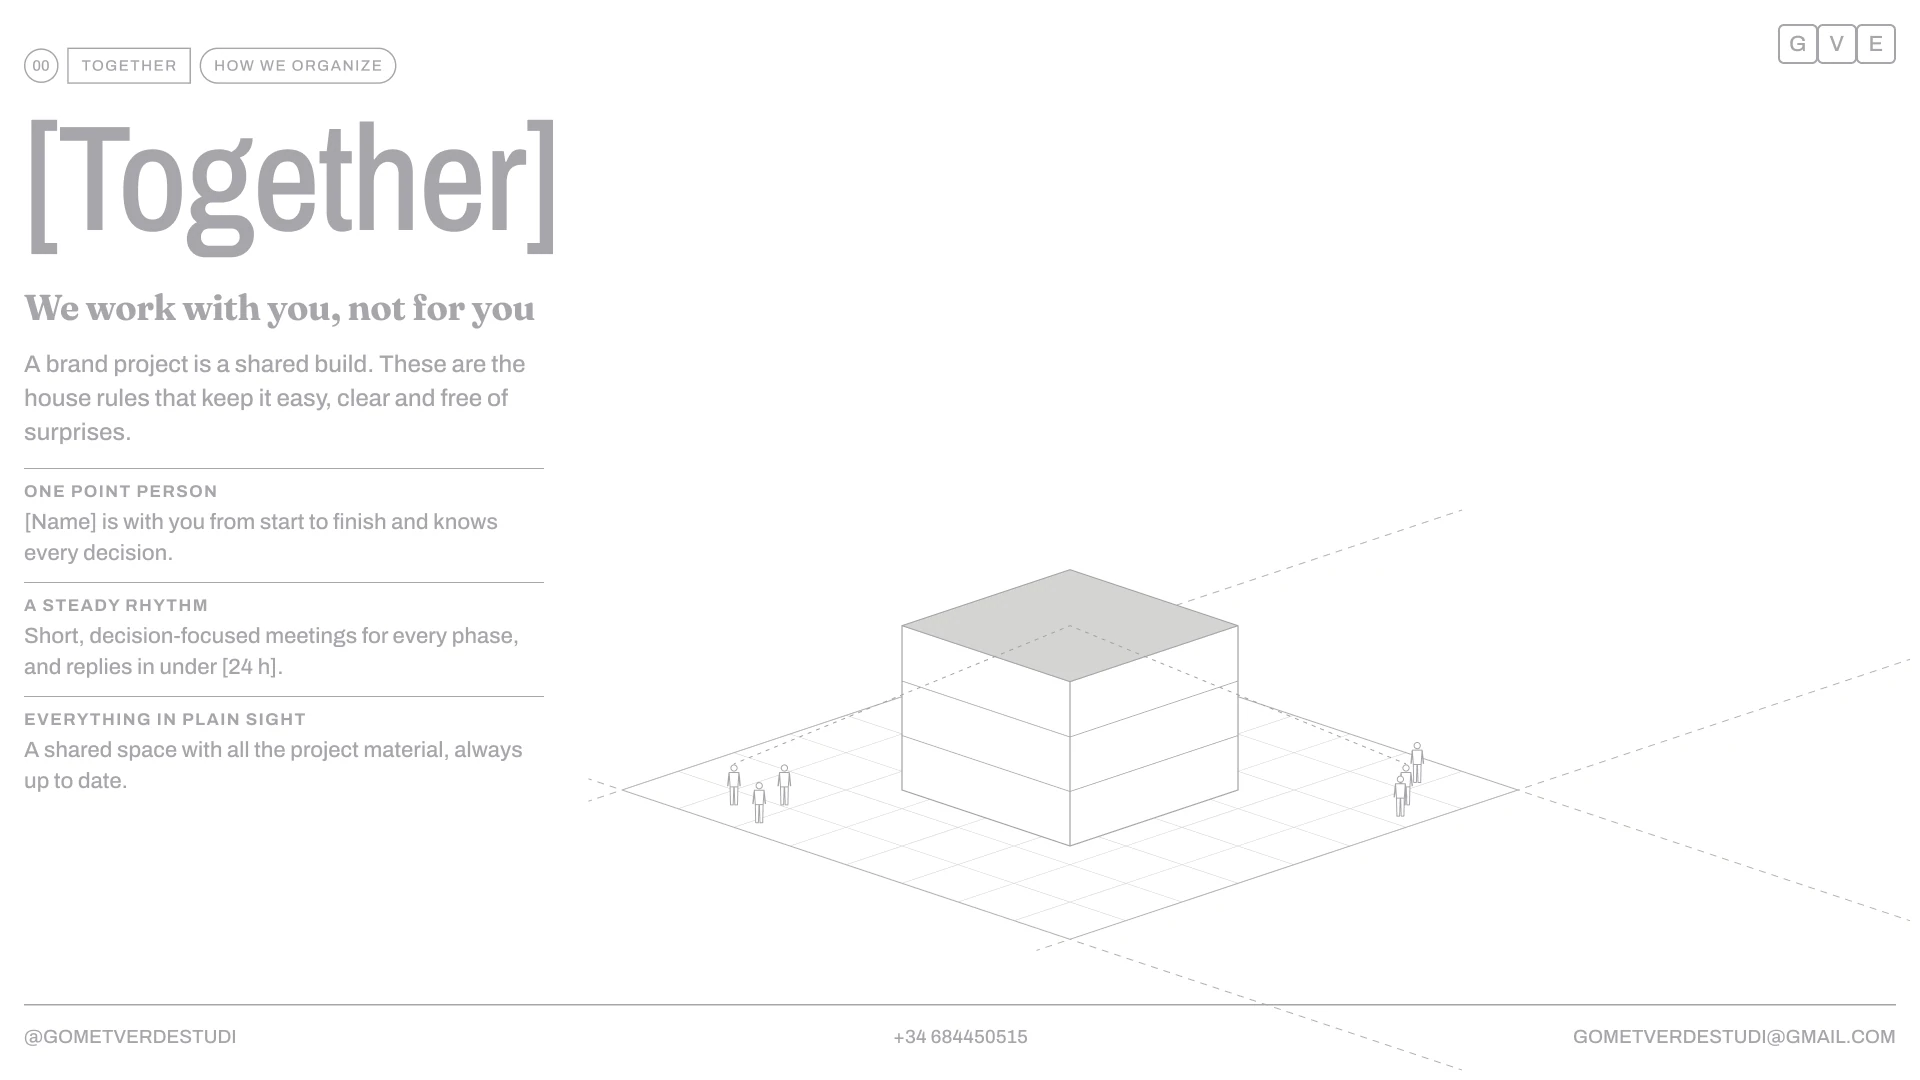 00 TOGETHER HOW WE ORGANIZE
G V E
[Together]
We work with you, not for you
A brand project is a shared build. These are the
house rules that keep it easy, clear and free of
surprises.
ONE POINT PERSON
[Name] is with you from start to finish and knows
every decision.
A STEADY RHYTHM
Short, decision-focused meetings for every phase,
and replies in under [24 h].
EVERYTHING IN PLAIN SIGHT
A shared space with all the project material, always
up to date.
@GOMETVERDESTUDI
+34 684450515
GOMETVERDESTUDI@GMAIL.COM